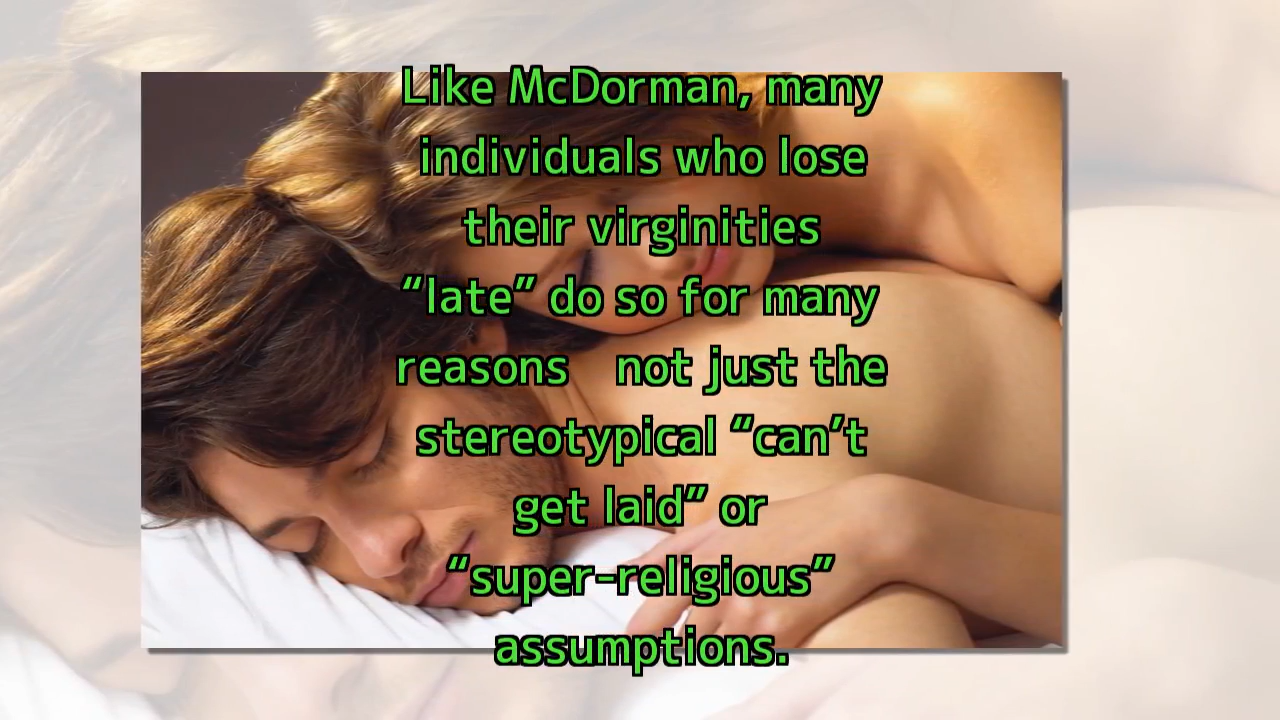 Like McDorman, many
individuals who lose
their virginities
“late” do so for many
reasons   not just the
stereotypical “can’t
get laid” or
“super-religious”
assumptions.